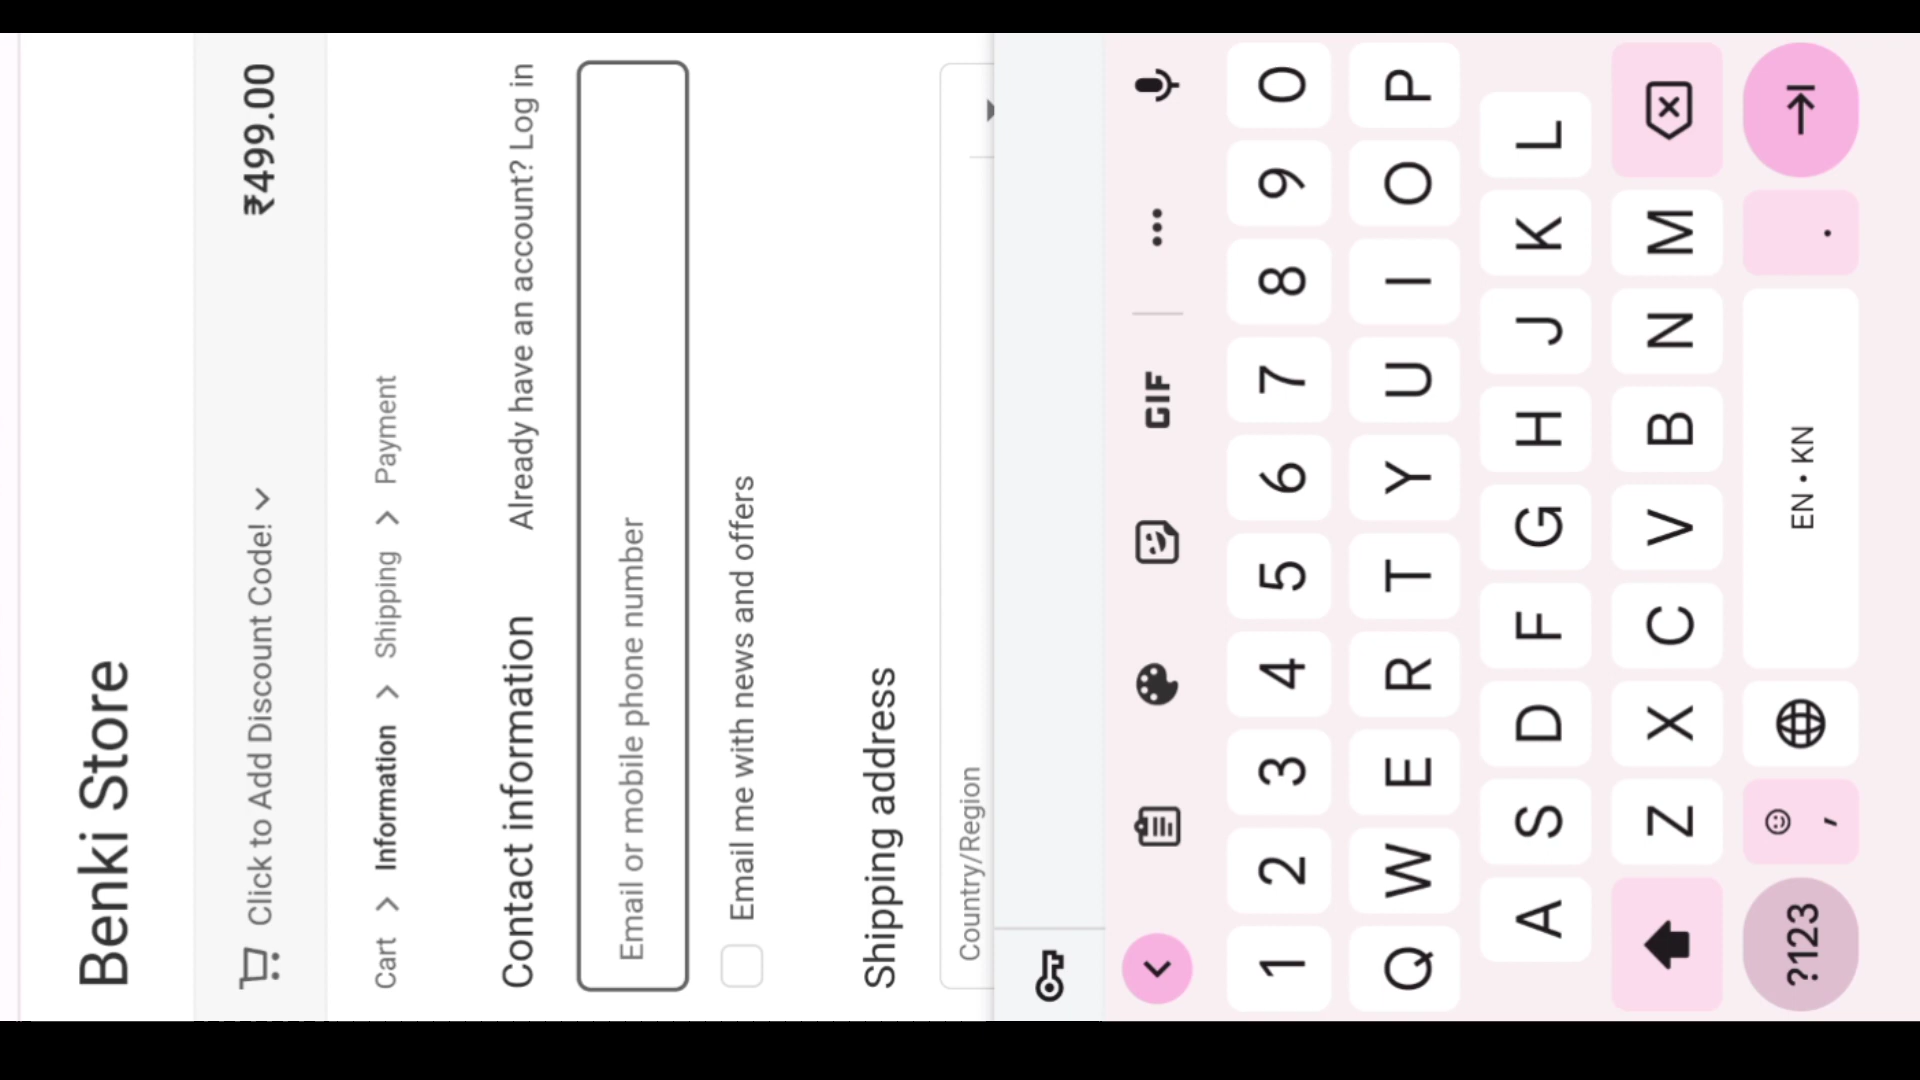 Benki Store
Click to Add Discount Code! ₹499.00
Cart > Information > Shipping > Payment
Contact information Already have an account? Log in
Email or mobile phone number
Email me with news and offers
Shipping address
Country/Region
GIF
1 2 3 4 5 6 7 8 9 0
Q W E R T Y U I O P
A S D F G H J K L
Z X C V B N M
?123 , EN • KN .